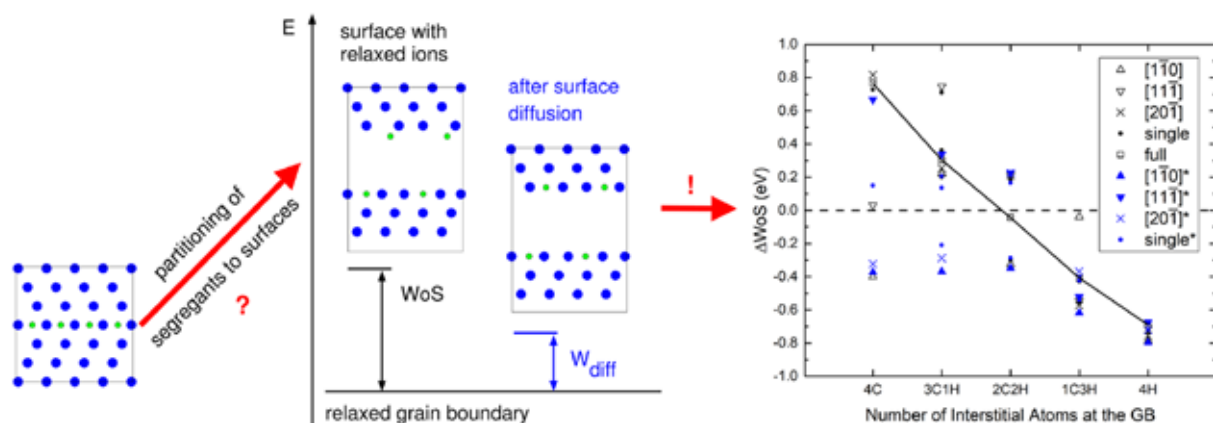 partitioning of
segregants to surfaces
?
E
surface with
relaxed ions
after surface
diffusion
WoS
W_diff
relaxed grain boundary
!
ΔWoS (eV)
1.0
0.8
0.6
0.4
0.2
0.0
-0.2
-0.4
-0.6
-0.8
-1.0
[11̅0]
[111̅]
[201̅]
single
full
[11̅0]*
[111̅]*
[201̅]*
single*
4C 3C1H 2C2H 1C3H 4H
Number of Interstitial Atoms at the GB